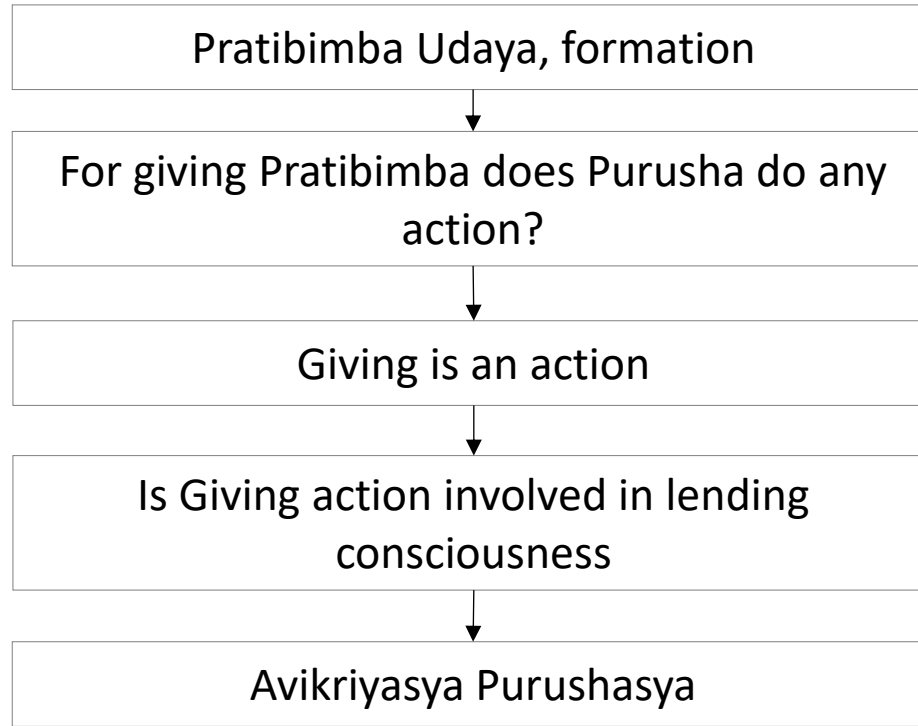 Pratibimba Udaya, formation
For giving Pratibimba does Purusha do any
action?
Giving is an action
Is Giving action involved in lending
consciousness
Avikriyasya Purushasya